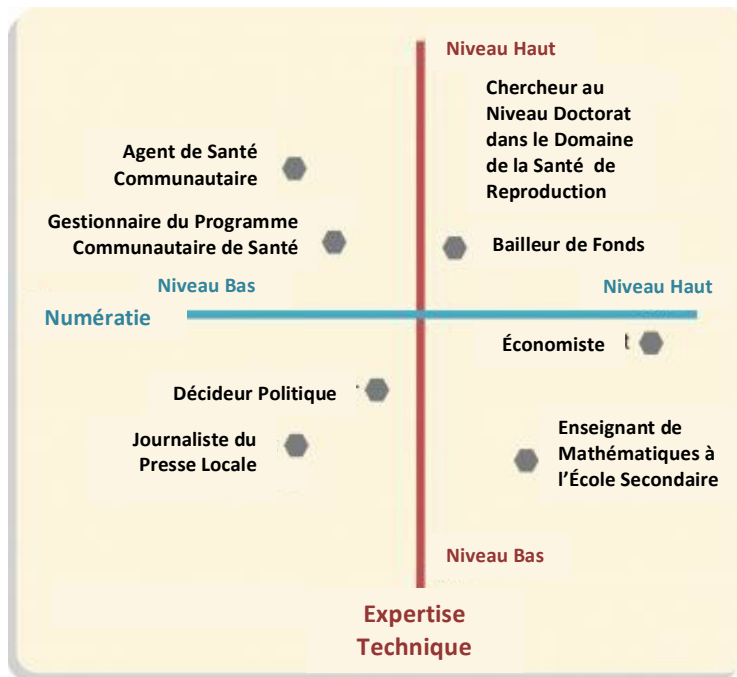 Niveau Haut
Chercheur au
Niveau Doctorat
dans le Domaine
de la Santé de
Reproduction
Agent de Santé
Communautaire
Gestionnaire du Programme
Communautaire de Santé
Bailleur de Fonds
Niveau Bas
Niveau Haut
Numératie
Économiste
t
Décideur Politique
Journaliste du
Presse Locale
Enseignant de
Mathématiques à
l’École Secondaire
Niveau Bas
Expertise
Technique